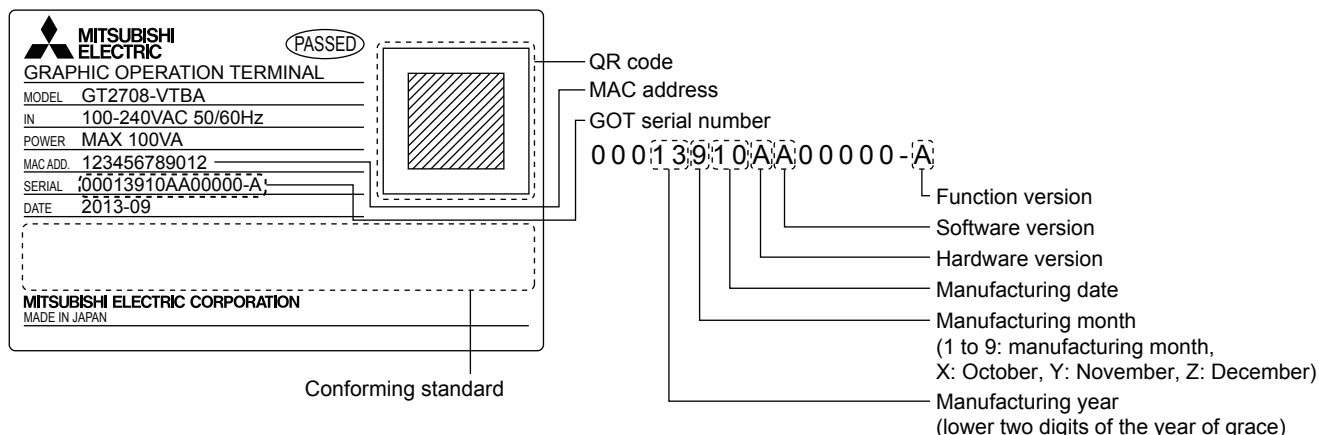 MITSUBISHI
ELECTRIC
PASSED
GRAPHIC OPERATION TERMINAL
MODEL GT2708-VTBA
IN 100-240VAC 50/60Hz
POWER MAX 100VA
MAC ADD. 123456789012
SERIAL 00013910AA00000-A
DATE 2013-09
MITSUBISHI ELECTRIC CORPORATION
MADE IN JAPAN
Conforming standard
QR code
MAC address
GOT serial number
00013910AA00000-A
Function version
Software version
Hardware version
Manufacturing date
Manufacturing month
(1 to 9: manufacturing month,
X: October, Y: November, Z: December)
Manufacturing year
(lower two digits of the year of grace)